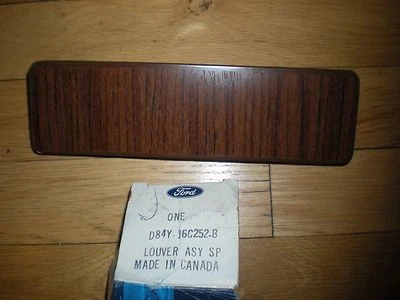 Ford
ONE
D84Y-16C252-B
LOUVER ASY SP
MADE IN CANADA